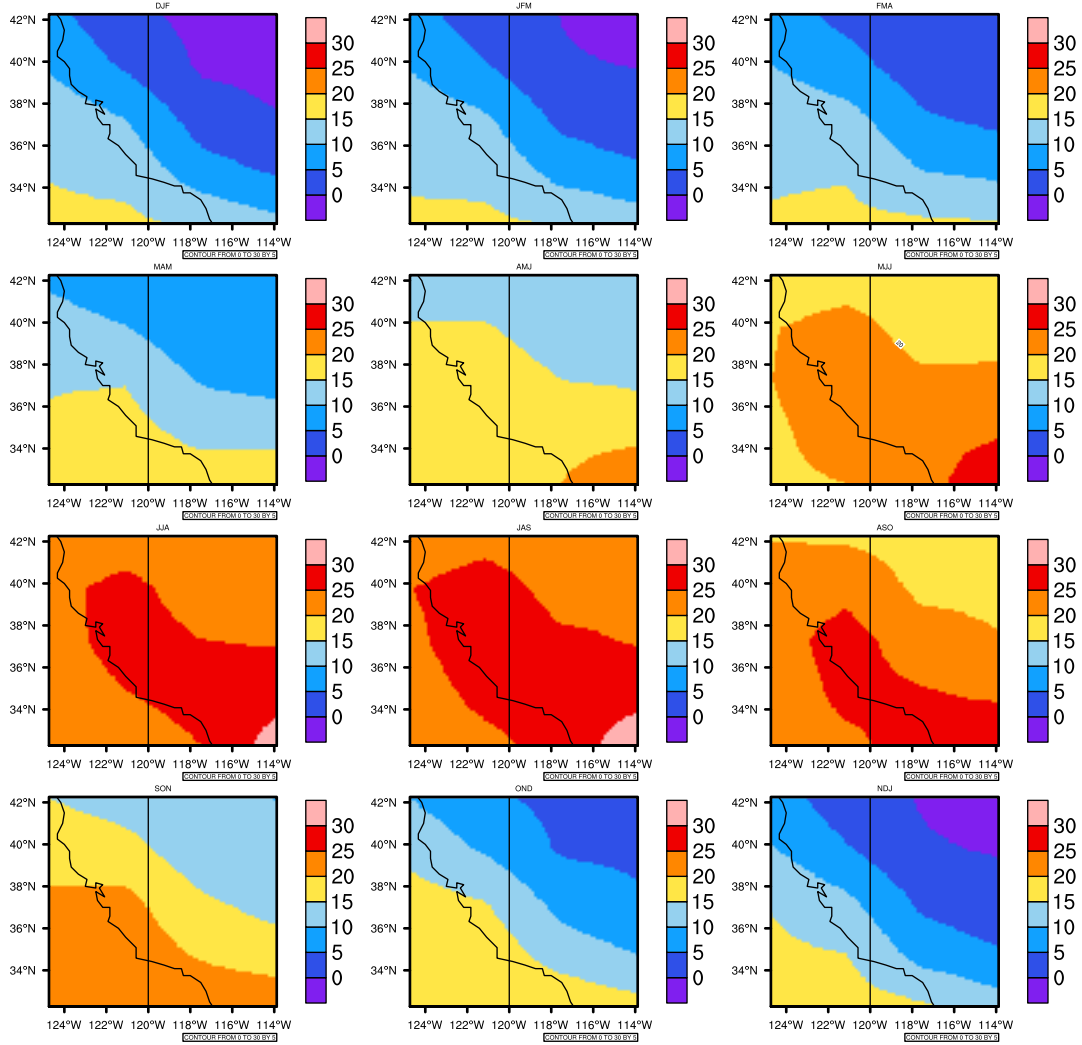 DJF JFM FMA
42°N 30 42°N 30 42°N 30
40°N 25 40°N 25 40°N 25
20 20 20
38°N 15 38°N 15 38°N 15
36°N 10 36°N 10 36°N 10
5 5 5
34°N 0 34°N 0 34°N 0
124°W 122°W 120°W 118°W 116°W 114°W 124°W 122°W 120°W 118°W 116°W 114°W 124°W 122°W 120°W 118°W 116°W 114°W
CONTOUR FROM 0 TO 30 BY 5 CONTOUR FROM 0 TO 30 BY 5 CONTOUR FROM 0 TO 30 BY 5
MAM AMJ MJJ
42°N 30 42°N 30 42°N 30
40°N 25 40°N 25 40°N 20 25
20 20 20
38°N 15 38°N 15 38°N 15
36°N 10 36°N 10 36°N 10
5 5 5
34°N 0 34°N 0 34°N 0
124°W 122°W 120°W 118°W 116°W 114°W 124°W 122°W 120°W 118°W 116°W 114°W 124°W 122°W 120°W 118°W 116°W 114°W
CONTOUR FROM 0 TO 30 BY 5 CONTOUR FROM 0 TO 30 BY 5 CONTOUR FROM 0 TO 30 BY 5
JJA JAS ASO
42°N 30 42°N 30 42°N 30
40°N 25 40°N 25 40°N 25
20 20 20
38°N 15 38°N 15 38°N 15
36°N 10 36°N 10 36°N 10
5 5 5
34°N 0 34°N 0 34°N 0
124°W 122°W 120°W 118°W 116°W 114°W 124°W 122°W 120°W 118°W 116°W 114°W 124°W 122°W 120°W 118°W 116°W 114°W
CONTOUR FROM 0 TO 30 BY 5 CONTOUR FROM 0 TO 30 BY 5 CONTOUR FROM 0 TO 30 BY 5
SON OND NDJ
42°N 30 42°N 30 42°N 30
40°N 25 40°N 25 40°N 25
20 20 20
38°N 15 38°N 15 38°N 15
36°N 10 36°N 10 36°N 10
5 5 5
34°N 0 34°N 0 34°N 0
124°W 122°W 120°W 118°W 116°W 114°W 124°W 122°W 120°W 118°W 116°W 114°W 124°W 122°W 120°W 118°W 116°W 114°W
CONTOUR FROM 0 TO 30 BY 5 CONTOUR FROM 0 TO 30 BY 5 CONTOUR FROM 0 TO 30 BY 5